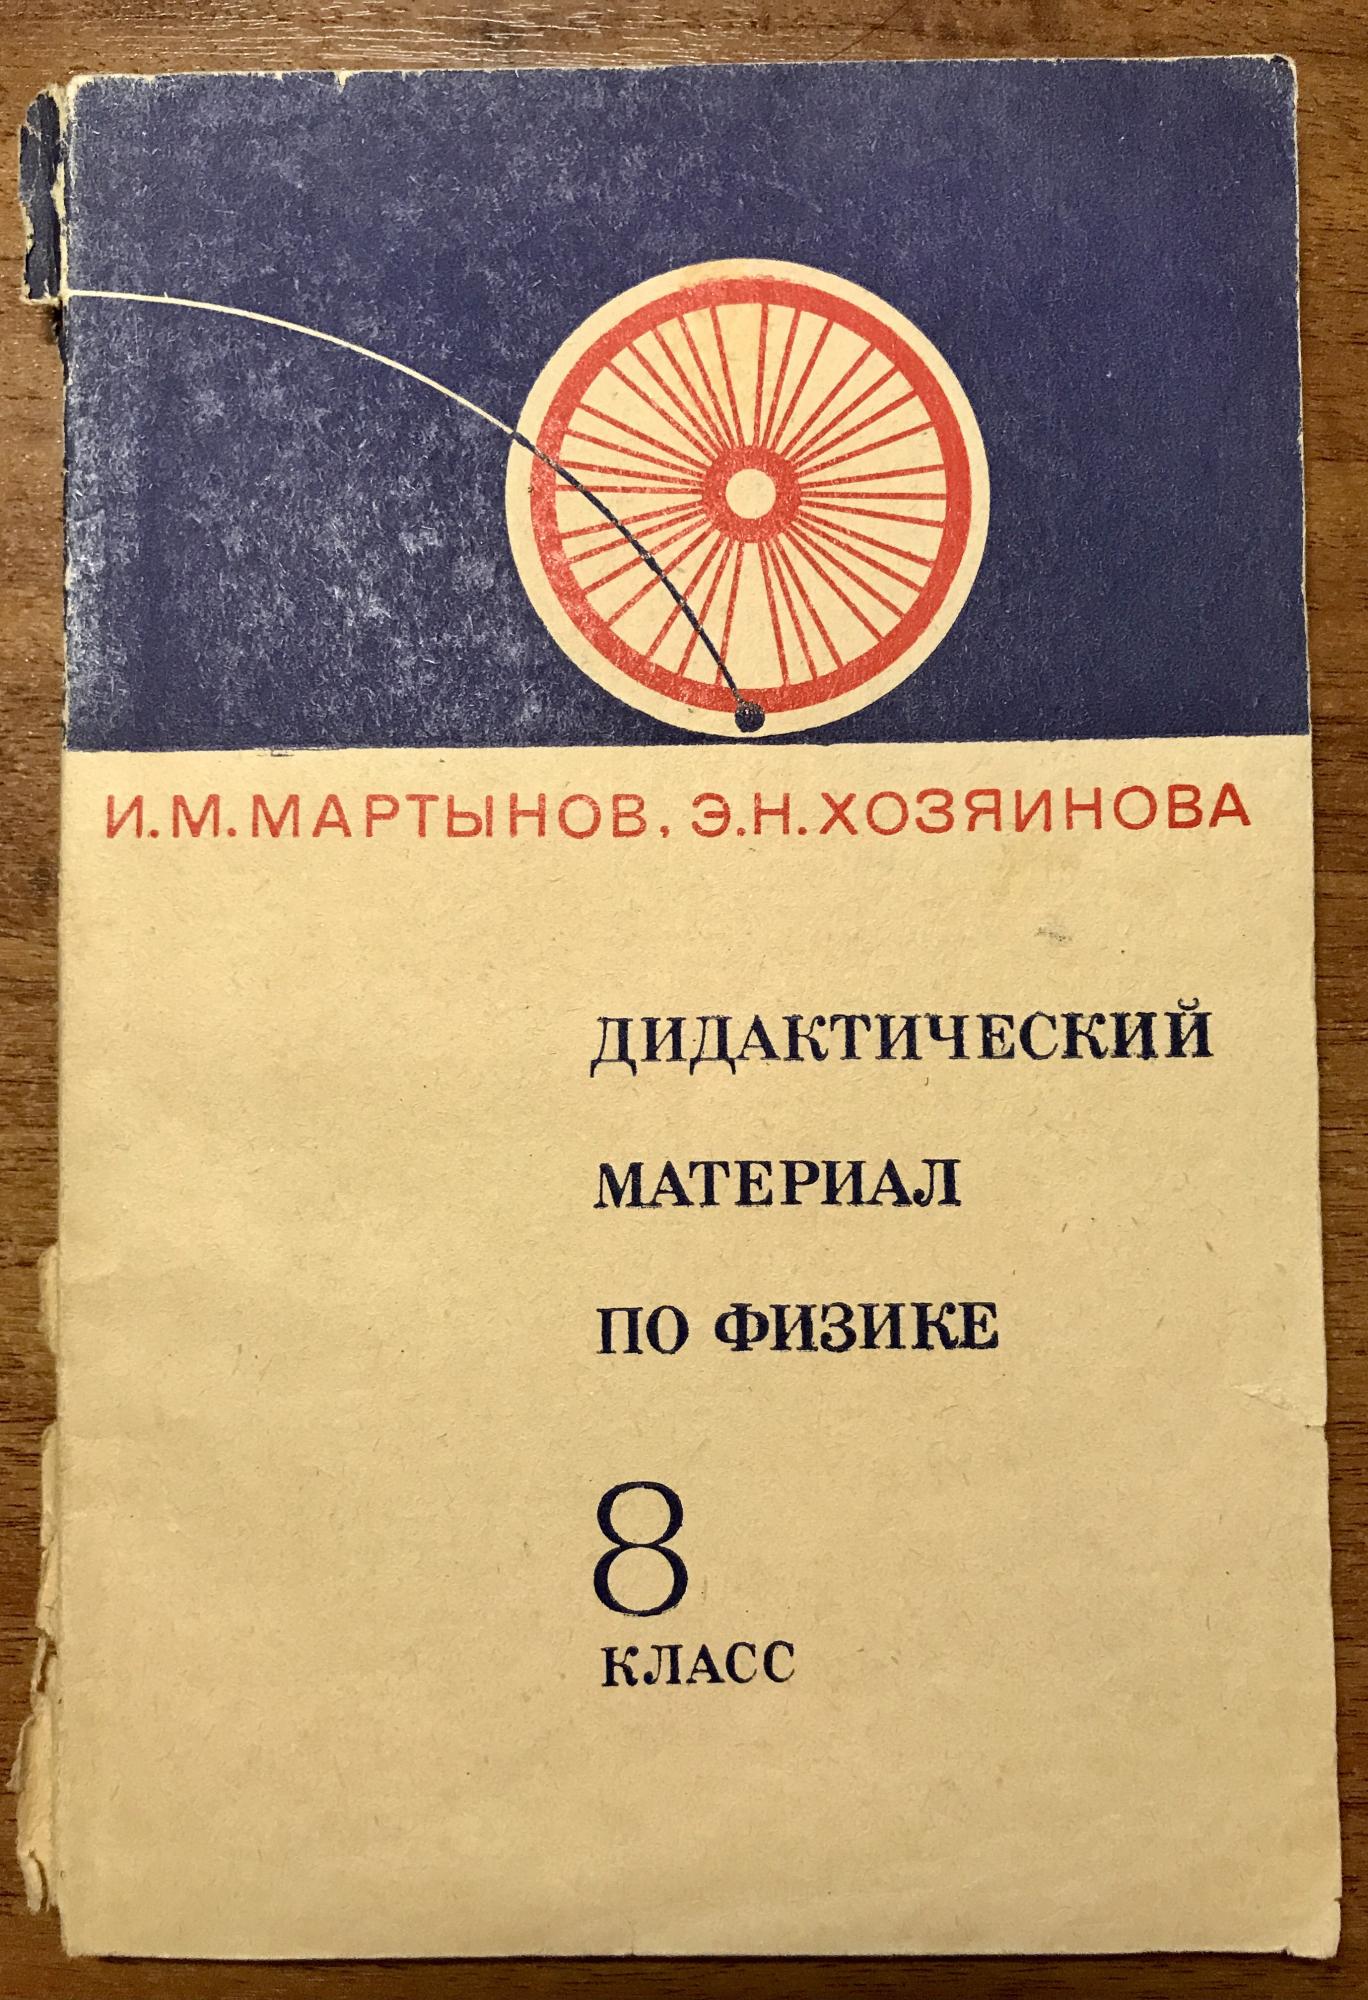 И.М.МАРТЫНОВ, Э.Н.ХОЗЯИНОВА
ДИДАКТИЧЕСКИЙ
МАТЕРИАЛ
ПО ФИЗИКЕ
8
КЛАСС